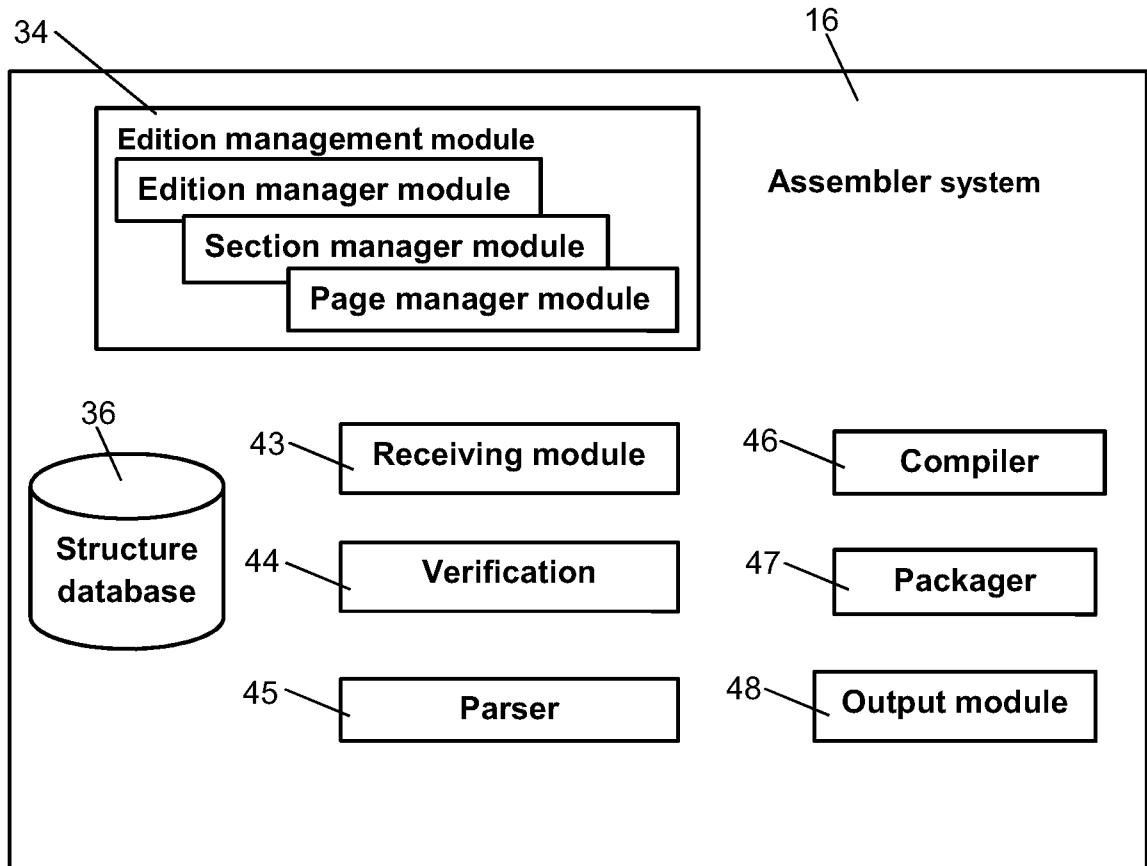 34
16
Edition management module
Edition manager module
Section manager module
Page manager module
Assembler system
36
Structure
database
43
Receiving module
44
Verification
45
Parser
46
Compiler
47
Packager
48
Output module